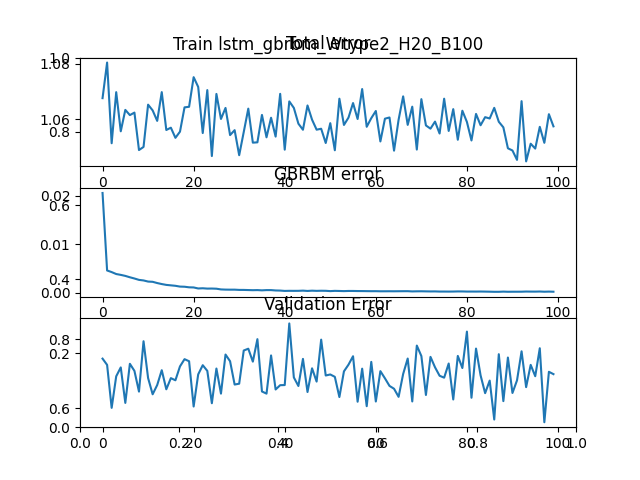 Train lstm_gbrbm_Wtype2_H20_B100
Total error
1.0
1.08
1.06
0.8
0 20 40 60 80 100
GBRBM error
0.02
0.6
0.01
0.4
0.00
0 20 40 60 80 100
Validation Error
0.8
0.2
0.6
0.0
0.0 0 0.2 20 0.4 40 0.6 60 80 0.8 100 1.0